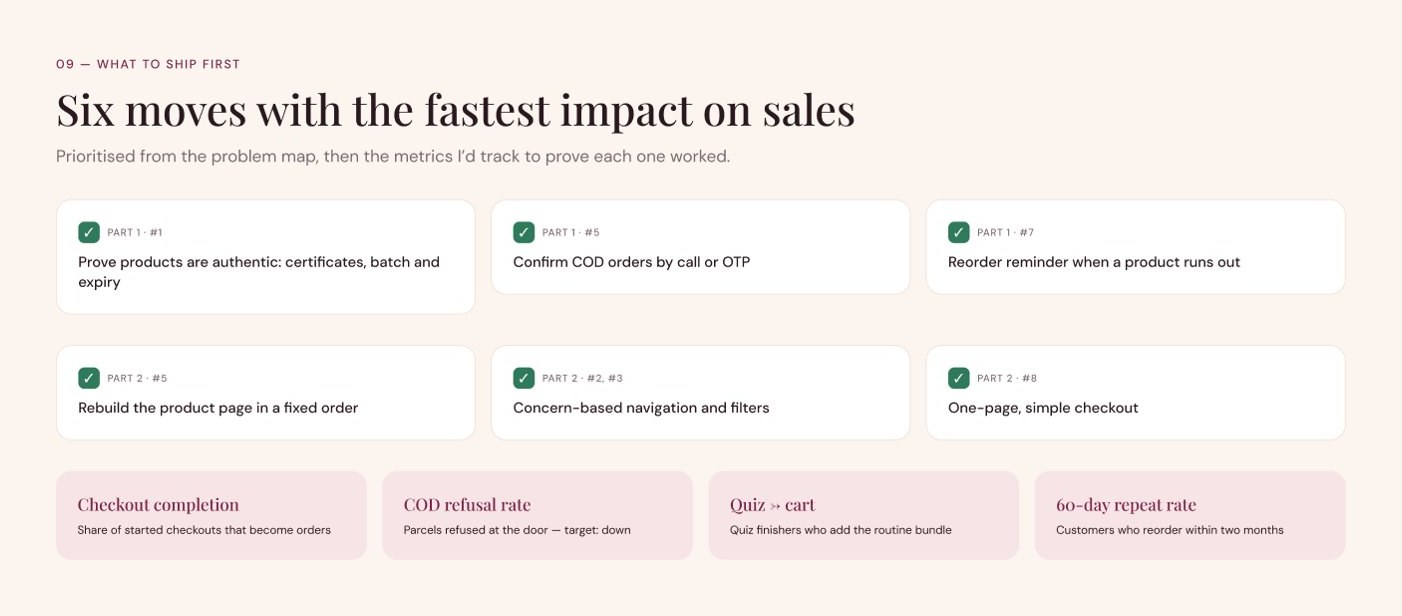 09 — WHAT TO SHIP FIRST
Six moves with the fastest impact on sales
Prioritised from the problem map, then the metrics I’d track to prove each one worked.
✓ PART 1 · #1
Prove products are authentic: certificates, batch and
expiry
✓ PART 1 · #5
Confirm COD orders by call or OTP
✓ PART 1 · #7
Reorder reminder when a product runs out
✓ PART 2 · #5
Rebuild the product page in a fixed order
✓ PART 2 · #2, #3
Concern-based navigation and filters
✓ PART 2 · #8
One-page, simple checkout
Checkout completion
Share of started checkouts that become orders
COD refusal rate
Parcels refused at the door — target: down
Quiz → cart
Quiz finishers who add the routine bundle
60-day repeat rate
Customers who reorder within two months